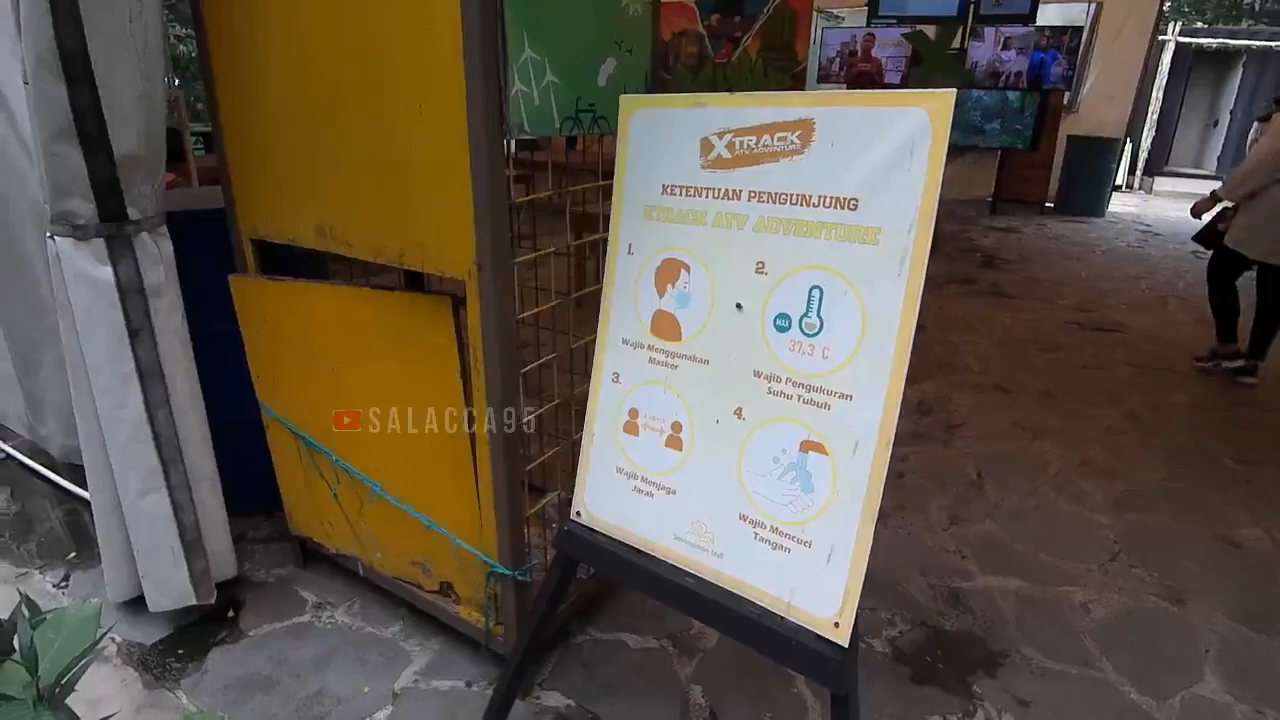 XTRACK
ATV ADVENTURE
KETENTUAN PENGUNJUNG
XTRACK ATV ADVENTURE
1.
2.
MAX
37,3 °C
Wajib Menggunakan
Masker
Wajib Pengukuran
Suhu Tubuh
3.
4.
Wajib Menjaga
Jarak
Wajib Mencuci
Tangan
SALACCA95